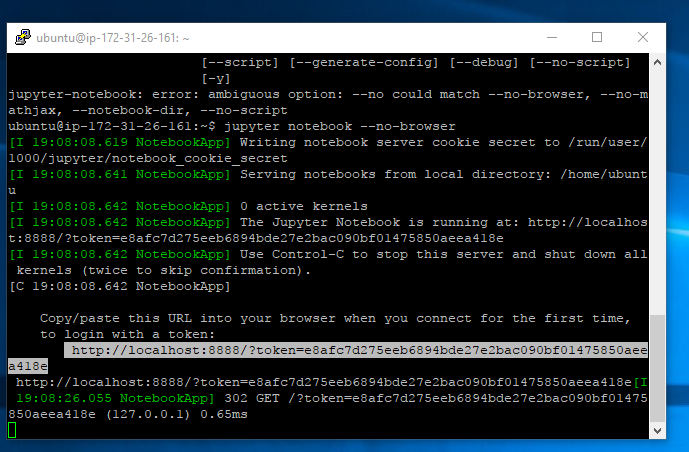 ubuntu@ip-172-31-26-161: ~
[--script] [--generate-config] [--debug] [--no-script]
[-y]
jupyter-notebook: error: ambiguous option: --no could match --no-browser, --no-m
athjax, --notebook-dir, --no-script
ubuntu@ip-172-31-26-161:~$ jupyter notebook --no-browser
[I 19:08:08.619 NotebookApp] Writing notebook server cookie secret to /run/user/
1000/jupyter/notebook_cookie_secret
[I 19:08:08.641 NotebookApp] Serving notebooks from local directory: /home/ubunt
u
[I 19:08:08.642 NotebookApp] 0 active kernels
[I 19:08:08.642 NotebookApp] The Jupyter Notebook is running at: http://localhos
t:8888/?token=e8afc7d275eeb6894bde27e2bac090bf01475850aeea418e
[I 19:08:08.642 NotebookApp] Use Control-C to stop this server and shut down all
kernels (twice to skip confirmation).
[C 19:08:08.642 NotebookApp]
Copy/paste this URL into your browser when you connect for the first time,
to login with a token:
http://localhost:8888/?token=e8afc7d275eeb6894bde27e2bac090bf01475850aee
a418e
http://localhost:8888/?token=e8afc7d275eeb6894bde27e2bac090bf01475850aeea418e[I
19:08:26.055 NotebookApp] 302 GET /?token=e8afc7d275eeb6894bde27e2bac090bf01475
850aeea418e (127.0.0.1) 0.65ms